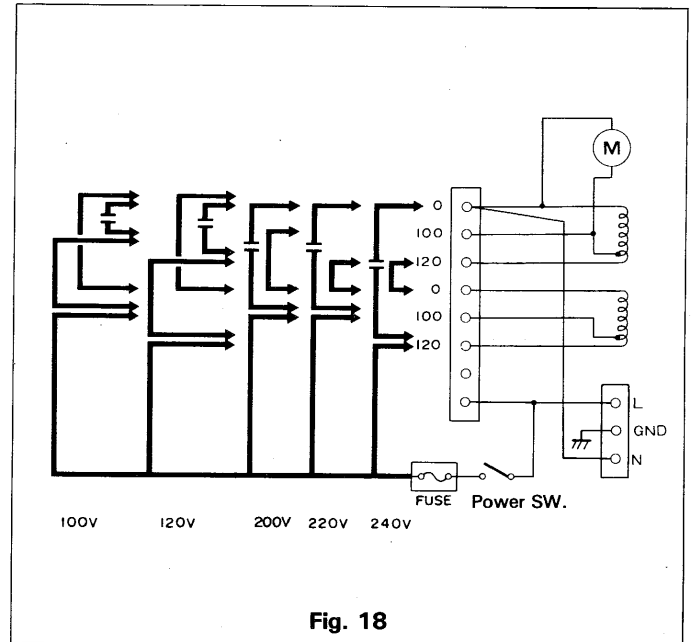 M
0
100
120
0
100
120
L
GND
N
FUSE
Power SW.
100V 120V 200V 220V 240V
Fig. 18